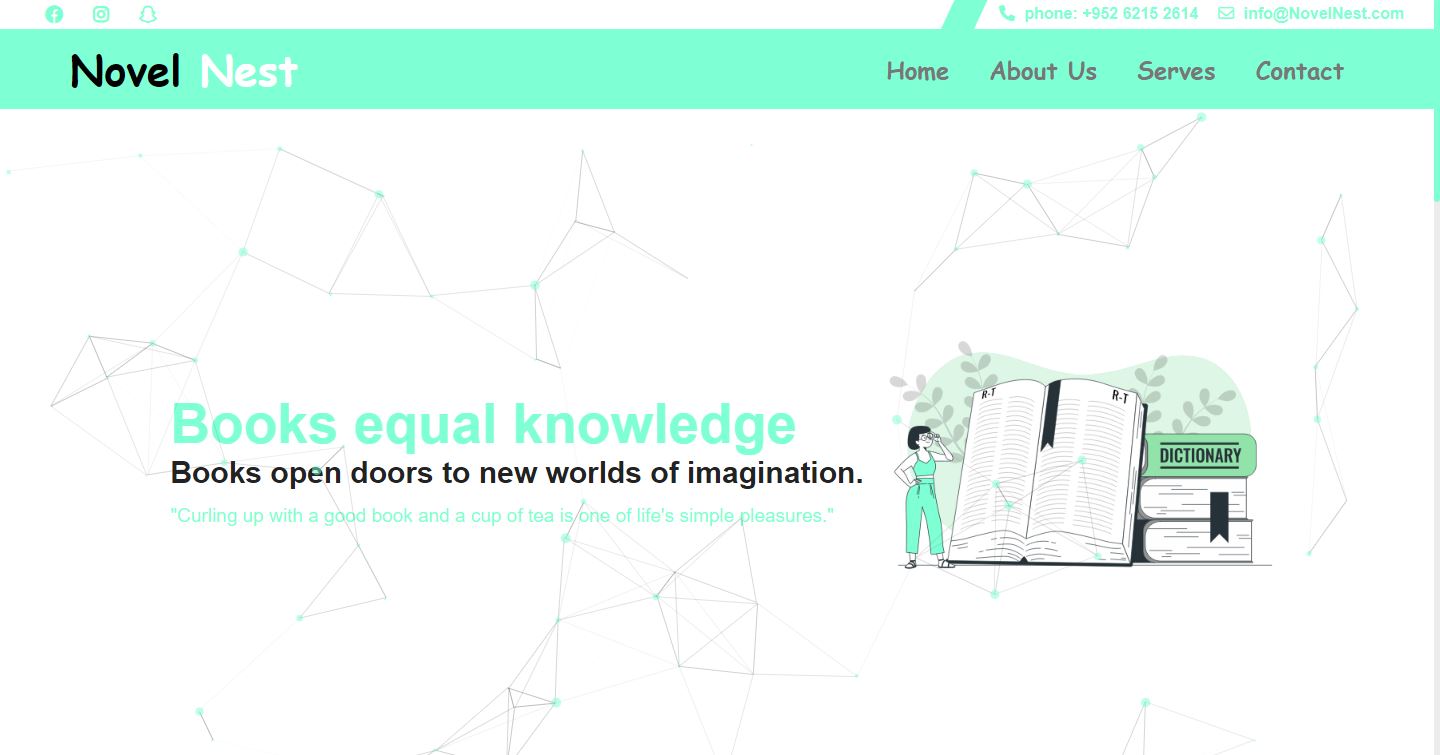 phone: +952 6215 2614 info@NovelNest.com
Novel Nest
Home About Us Serves Contact
Books equal knowledge
Books open doors to new worlds of imagination.
"Curling up with a good book and a cup of tea is one of life's simple pleasures."
R-T R-T
DICTIONARY